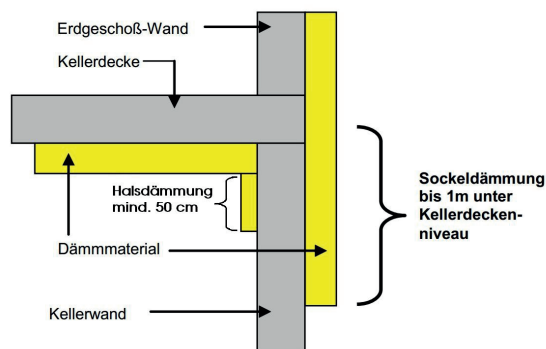 Erdgeschoß-Wand
Kellerdecke
Halsdämmung
mind. 50 cm
Sockeldämmung
bis 1m unter
Kellerdecken-
niveau
Dämmmaterial
Kellerwand